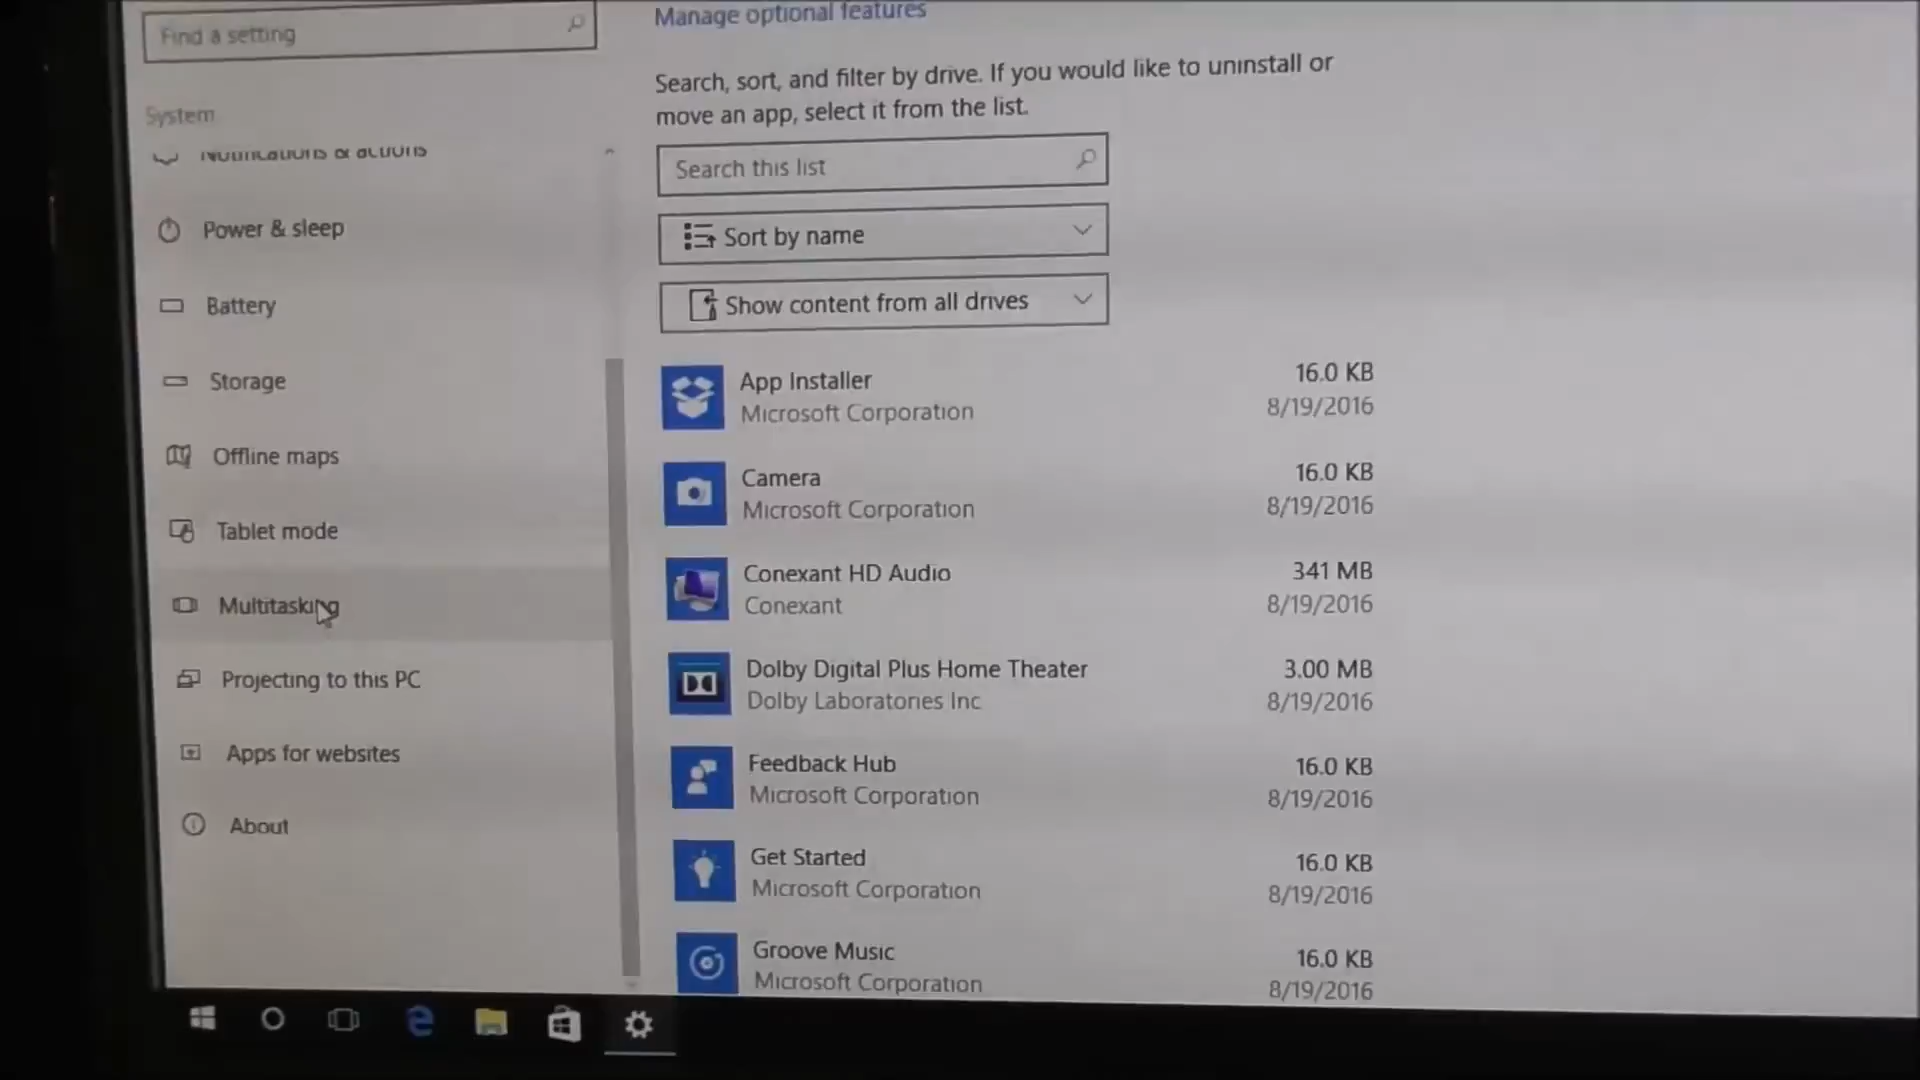 Find a setting
System
Notifications & actions
Power & sleep
Battery
Storage
Offline maps
Tablet mode
Multitasking
Projecting to this PC
Apps for websites
About
Manage optional features
Search, sort, and filter by drive. If you would like to uninstall or
move an app, select it from the list.
Search this list
Sort by name
Show content from all drives
App Installer
16.0 KB
Microsoft Corporation
8/19/2016
Camera
16.0 KB
Microsoft Corporation
8/19/2016
Conexant HD Audio
341 MB
Conexant
8/19/2016
Dolby Digital Plus Home Theater
3.00 MB
Dolby Laboratories Inc
8/19/2016
Feedback Hub
16.0 KB
Microsoft Corporation
8/19/2016
Get Started
16.0 KB
Microsoft Corporation
8/19/2016
Groove Music
16.0 KB
Microsoft Corporation
8/19/2016